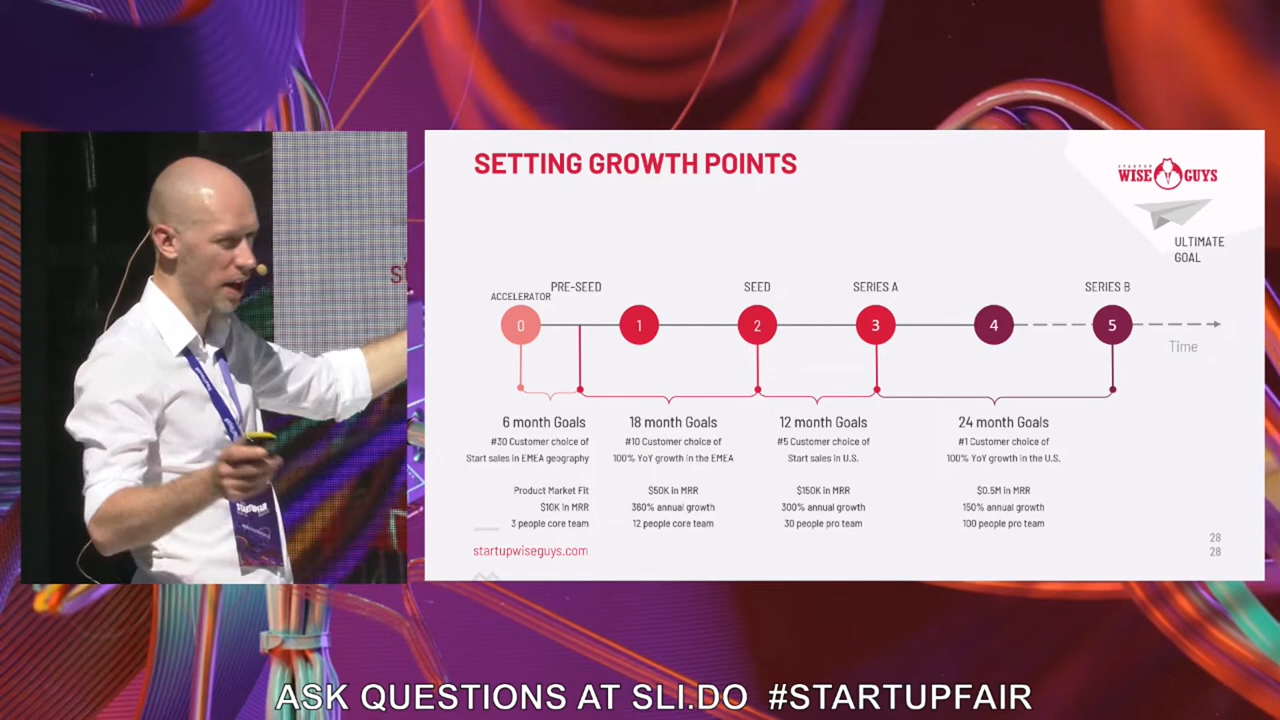 SETTING GROWTH POINTS
STARTUP
WISE GUYS
ULTIMATE
GOAL
ACCELERATOR
PRE-SEED
SEED
SERIES A
SERIES B
0
1
2
3
4
5
Time
6 month Goals
#30 Customer choice of
Start sales in EMEA geography
Product Market Fit
$10K in MRR
3 people core team
18 month Goals
#10 Customer choice of
100% YoY growth in the EMEA
$50K in MRR
360% annual growth
12 people core team
12 month Goals
#5 Customer choice of
Start sales in U.S.
$150K in MRR
300% annual growth
30 people pro team
24 month Goals
#1 Customer choice of
100% YoY growth in the U.S.
$0.5M in MRR
150% annual growth
100 people pro team
startupwiseguys.com
28
28
STARTUP FAIR
ASK QUESTIONS AT SLI.DO #STARTUPFAIR